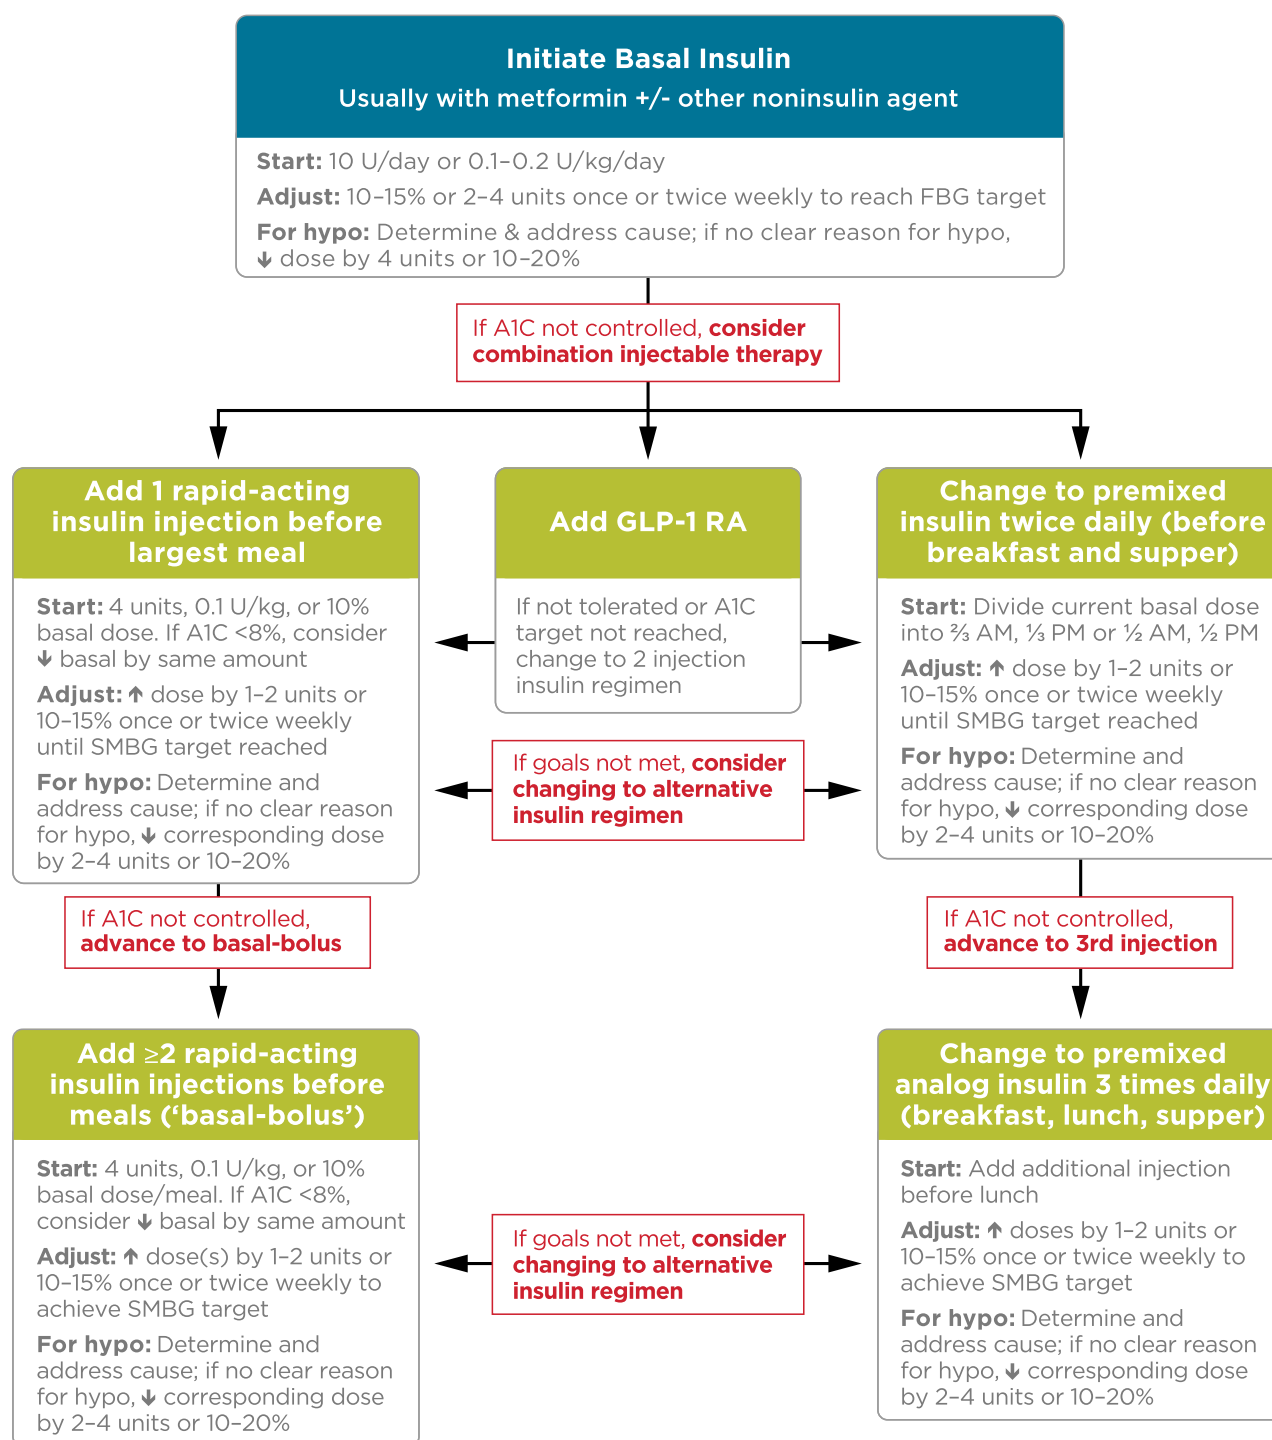 Initiate Basal Insulin
Usually with metformin +/- other noninsulin agent
Start: 10 U/day or 0.1–0.2 U/kg/day
Adjust: 10–15% or 2–4 units once or twice weekly to reach FBG target
For hypo: Determine & address cause; if no clear reason for hypo,
↓ dose by 4 units or 10–20%
If A1C not controlled, consider
combination injectable therapy
Add 1 rapid-acting
insulin injection before
largest meal
Start: 4 units, 0.1 U/kg, or 10%
basal dose. If A1C <8%, consider
↓ basal by same amount
Adjust: ↑ dose by 1–2 units or
10–15% once or twice weekly
until SMBG target reached
For hypo: Determine and
address cause; if no clear reason
for hypo, ↓ corresponding dose
by 2–4 units or 10–20%
Add GLP-1 RA
If not tolerated or A1C
target not reached,
change to 2 injection
insulin regimen
Change to premixed
insulin twice daily (before
breakfast and supper)
Start: Divide current basal dose
into ⅔ AM, ⅓ PM or ½ AM, ½ PM
Adjust: ↑ dose by 1–2 units or
10–15% once or twice weekly
until SMBG target reached
For hypo: Determine and
address cause; if no clear reason
for hypo, ↓ corresponding dose
by 2–4 units or 10–20%
If goals not met, consider
changing to alternative
insulin regimen
If A1C not controlled,
advance to basal-bolus
If A1C not controlled,
advance to 3rd injection
Add ≥2 rapid-acting
insulin injections before
meals (‘basal-bolus’)
Start: 4 units, 0.1 U/kg, or 10%
basal dose/meal. If A1C <8%,
consider ↓ basal by same amount
Adjust: ↑ dose(s) by 1–2 units or
10–15% once or twice weekly to
achieve SMBG target
For hypo: Determine and
address cause; if no clear reason
for hypo, ↓ corresponding dose
by 2–4 units or 10–20%
If goals not met, consider
changing to alternative
insulin regimen
Change to premixed
analog insulin 3 times daily
(breakfast, lunch, supper)
Start: Add additional injection
before lunch
Adjust: ↑ doses by 1–2 units or
10–15% once or twice weekly to
achieve SMBG target
For hypo: Determine and
address cause; if no clear reason
for hypo, ↓ corresponding dose
by 2–4 units or 10–20%